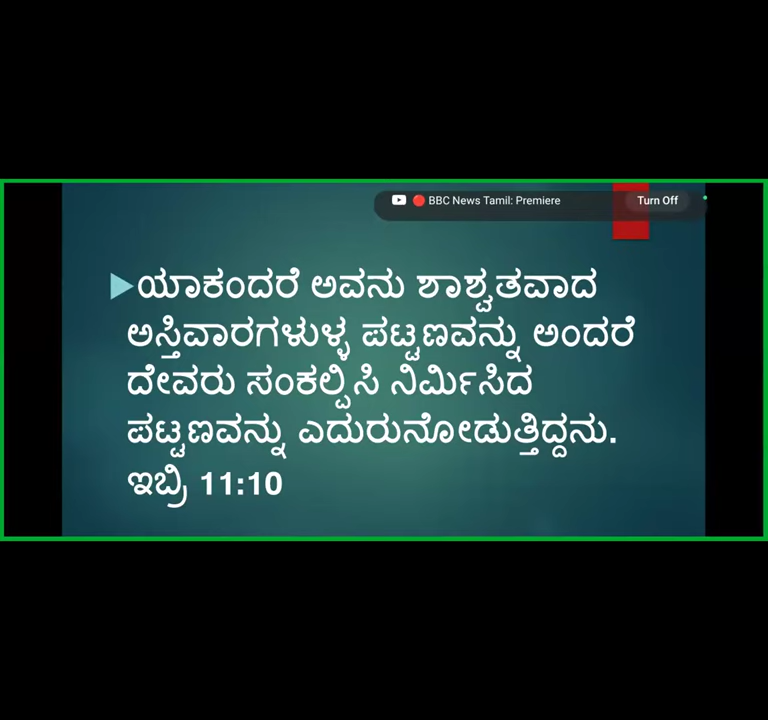 BBC News Tamil: Premiere Turn Off
ಯಾಕಂದರೆ ಅವನು ಶಾಶ್ವತವಾದ
ಅಸ್ತಿವಾರಗಳುಳ್ಳ ಪಟ್ಟಣವನ್ನು ಅಂದರೆ
ದೇವರು ಸಂಕಲ್ಪಿಸಿ ನಿರ್ಮಿಸಿದ
ಪಟ್ಟಣವನ್ನು ಎದುರುನೋಡುತ್ತಿದ್ದನು.
ಇಬ್ರಿ 11:10